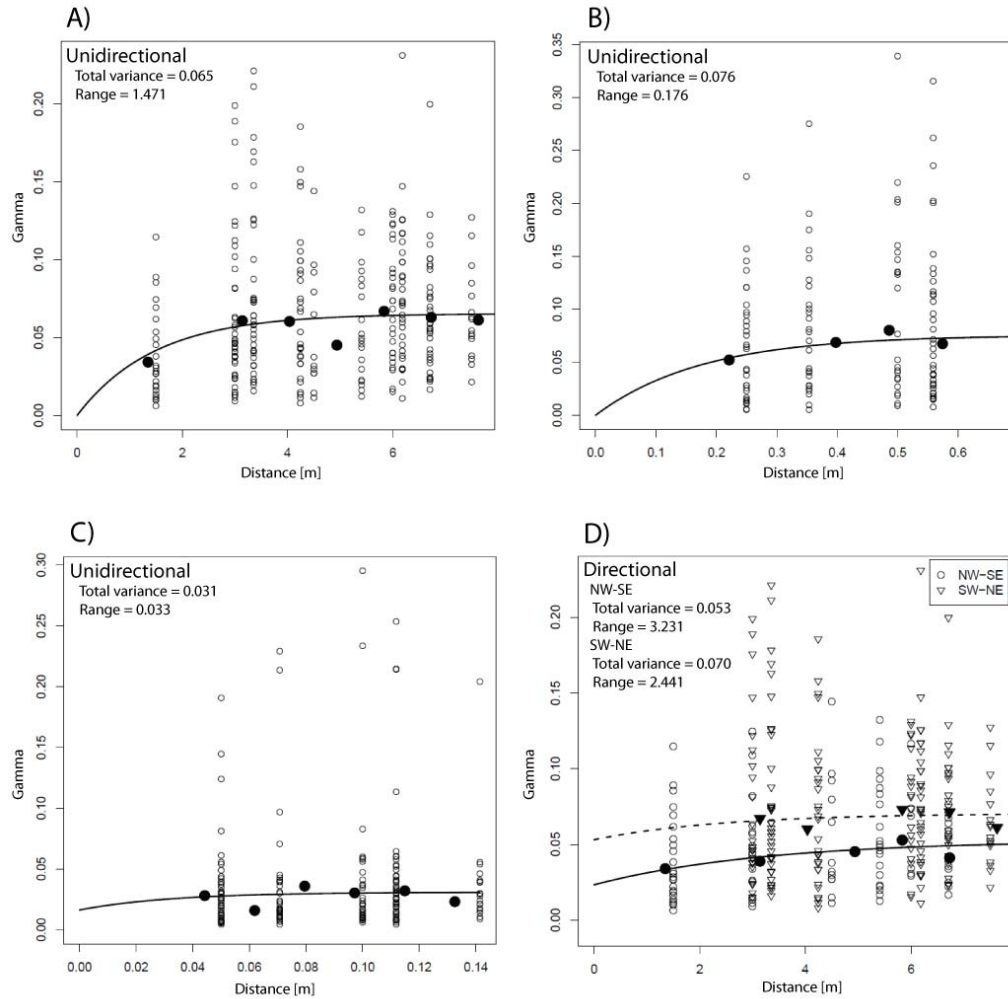 A)
Unidirectional
Total variance = 0.065
Range = 1.471
Gamma
0.00
0.05
0.10
0.15
0.20
0
2
4
6
Distance [m]
B)
Unidirectional
Total variance = 0.076
Range = 0.176
Gamma
0.00
0.05
0.10
0.15
0.20
0.25
0.30
0.35
0.0
0.1
0.2
0.3
0.4
0.5
0.6
Distance [m]
C)
Unidirectional
Total variance = 0.031
Range = 0.033
Gamma
0.00
0.05
0.10
0.15
0.20
0.25
0.30
0.00
0.02
0.04
0.06
0.08
0.10
0.12
0.14
Distance [m]
D)
Directional
NW-SE
Total variance = 0.053
Range = 3.231
SW-NE
Total variance = 0.070
Range = 2.441
NW-SE
SW-NE
Gamma
0.00
0.05
0.10
0.15
0.20
0
2
4
6
Distance [m]